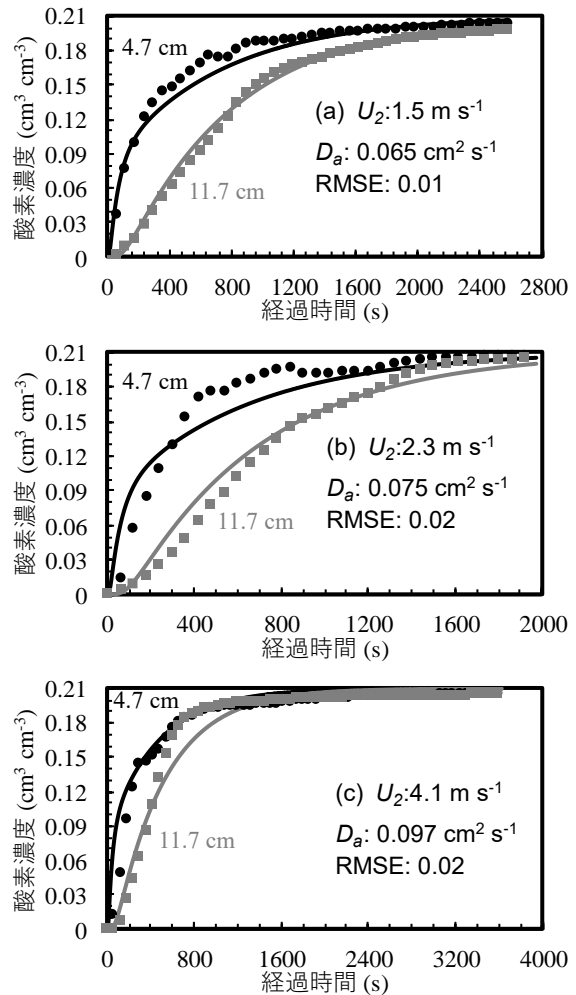 酸素濃度 (cm³ cm⁻³)
0.21
0.18
0.15
0.12
0.09
0.06
0.03
0
4.7 cm
11.7 cm
(a) U₂:1.5 m s⁻¹
Dₐ: 0.065 cm² s⁻¹
RMSE: 0.01
0 400 800 1200 1600 2000 2400 2800
経過時間 (s)
酸素濃度 (cm³ cm⁻³)
0.21
0.18
0.15
0.12
0.09
0.06
0.03
0
4.7 cm
11.7 cm
(b) U₂:2.3 m s⁻¹
Dₐ: 0.075 cm² s⁻¹
RMSE: 0.02
0 400 800 1200 1600 2000
経過時間 (s)
酸素濃度 (cm³ cm⁻³)
0.21
0.18
0.15
0.12
0.09
0.06
0.03
0
4.7 cm
11.7 cm
(c) U₂:4.1 m s⁻¹
Dₐ: 0.097 cm² s⁻¹
RMSE: 0.02
0 800 1600 2400 3200 4000
経過時間 (s)